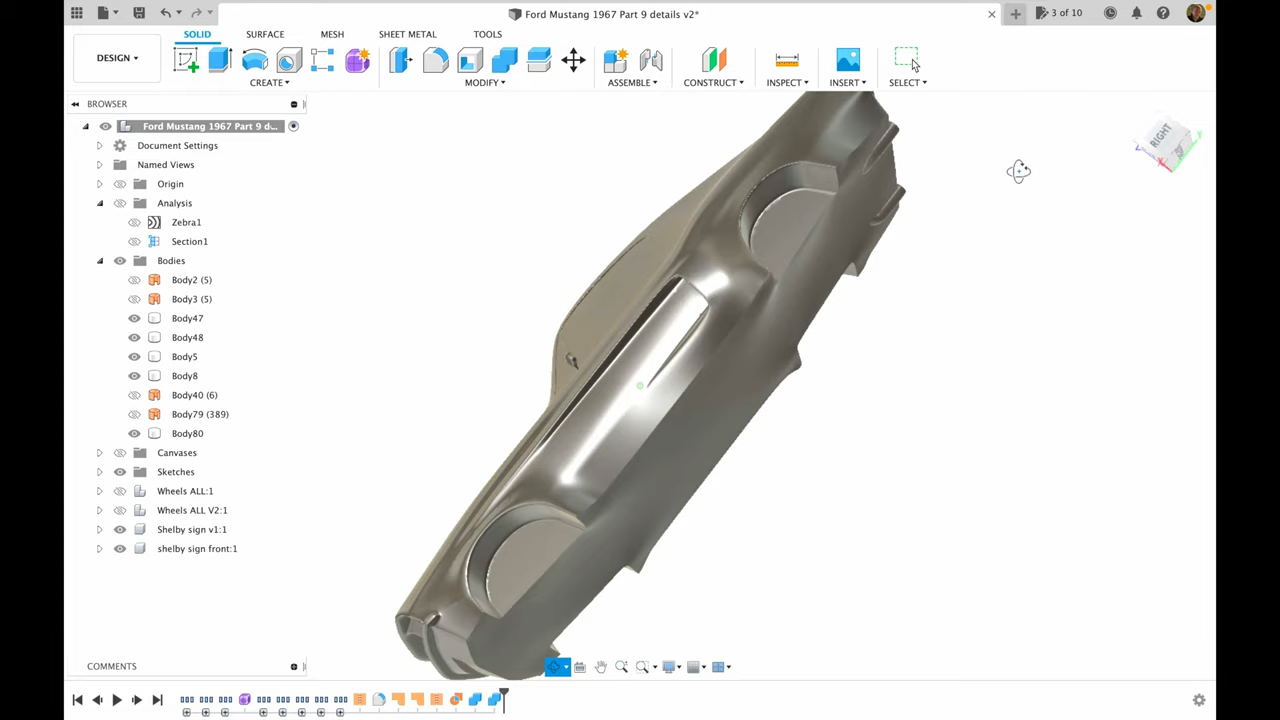 Ford Mustang 1967 Part 9 details v2*
3 of 10
DESIGN
SOLID
SURFACE
MESH
SHEET METAL
TOOLS
CREATE
MODIFY
ASSEMBLE
CONSTRUCT
INSPECT
INSERT
SELECT
BROWSER
Ford Mustang 1967 Part 9 d...
Document Settings
Named Views
Origin
Analysis
Zebra1
Section1
Bodies
Body2 (5)
Body3 (5)
Body47
Body48
Body5
Body8
Body40 (6)
Body79 (389)
Body80
Canvases
Sketches
Wheels ALL:1
Wheels ALL V2:1
Shelby sign v1:1
shelby sign front:1
RIGHT
COMMENTS